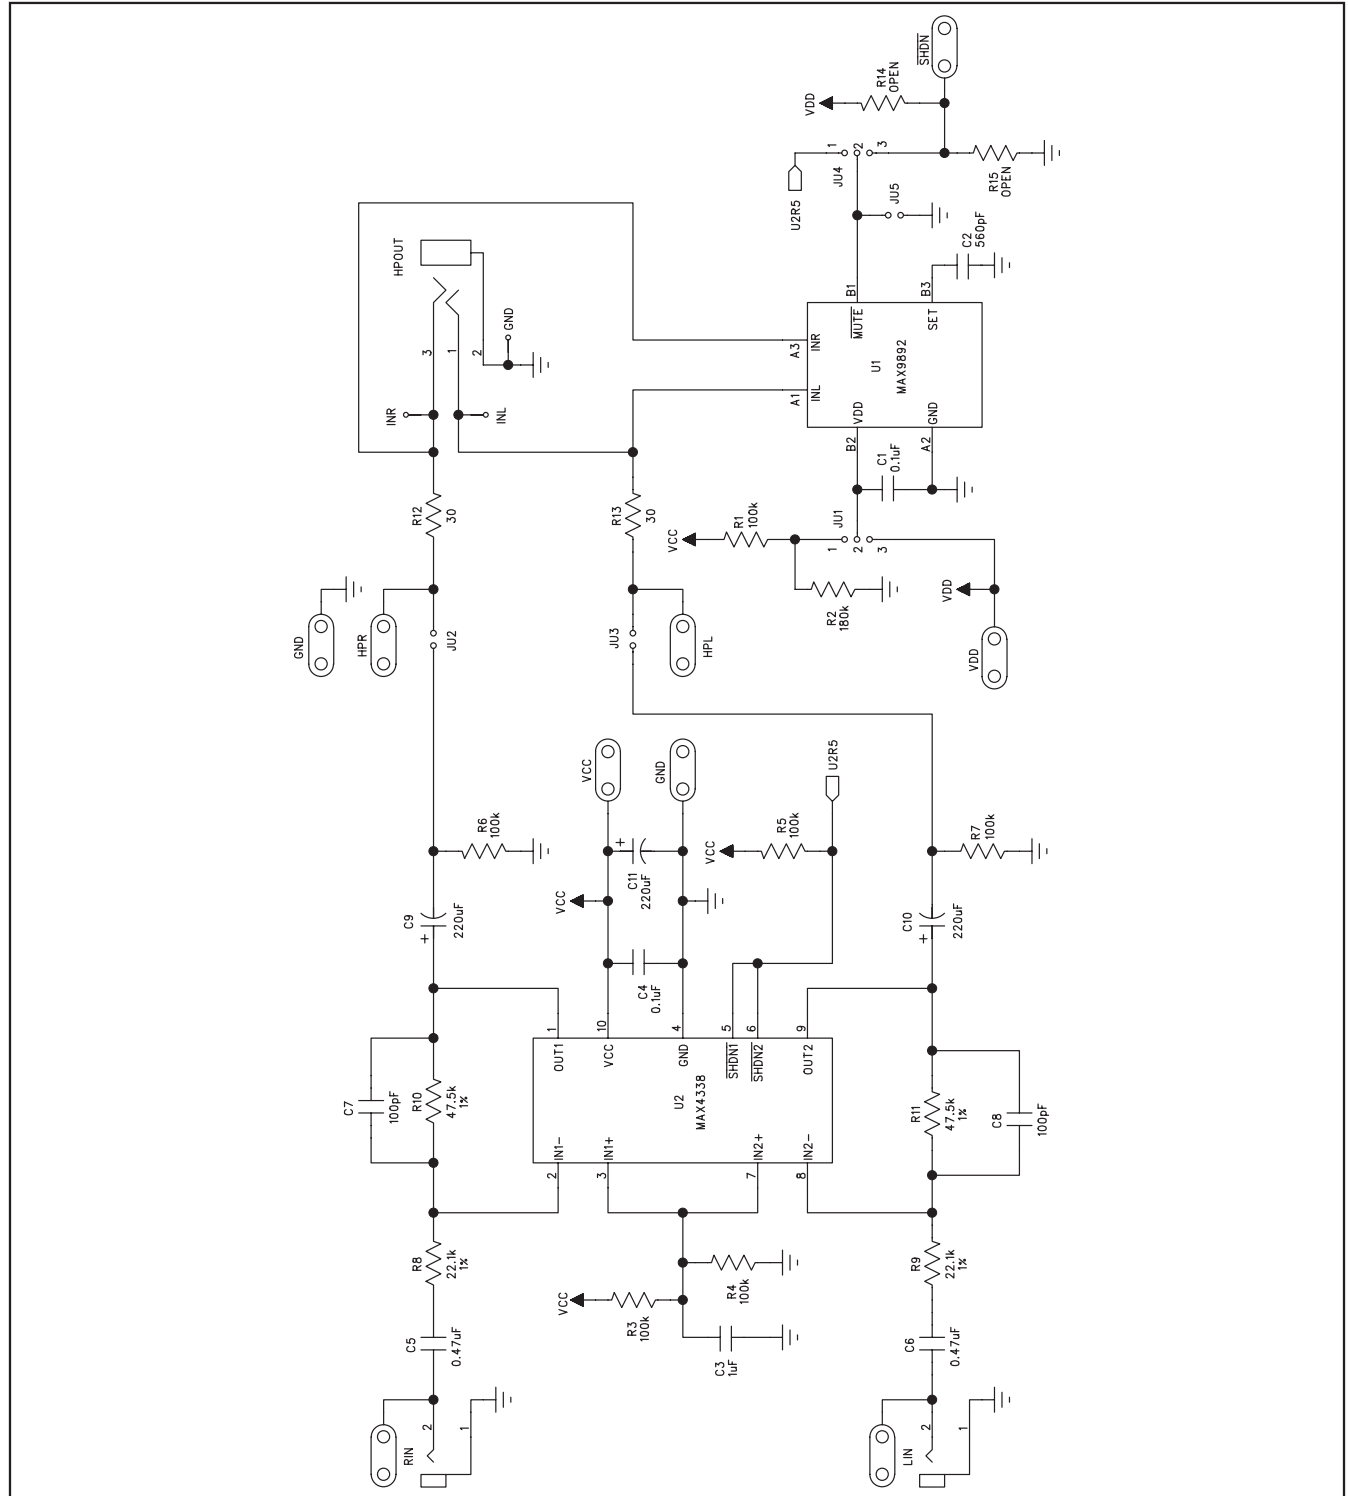 SHDN
R14
OPEN
VDD
1
2
3
JU4
U2R5
R15
OPEN
JU5
C2
560pF
HPOUT
3
1
2
GND
INR
INL
A3
INR
A1
INL
B1
MUTE
B3
SET
U1
MAX9892
B2
VDD
A2
GND
C1
0.1uF
R12
30
R13
30
VCC
R1
100k
JU1
1
2
3
R2
180k
VDD
VDD
GND
HPR
JU2
JU3
HPL
VCC
GND
U2R5
R6
100k
VCC
C11
220uF
+
VCC
R5
100k
R7
100k
C9
+
220uF
C4
0.1uF
C10
+
220uF
1
OUT1
10
VCC
4
GND
5
SHDN1
6
SHDN2
9
OUT2
U2
MAX4338
2
IN1-
3
IN1+
7
IN2+
8
IN2-
C7
100pF
R10
47.5k
1%
R11
47.5k
1%
C8
100pF
R8
22.1k
1%
R9
22.1k
1%
VCC
R3
100k
R4
100k
C3
1uF
C5
0.47uF
C6
0.47uF
RIN
2
1
LIN
2
1